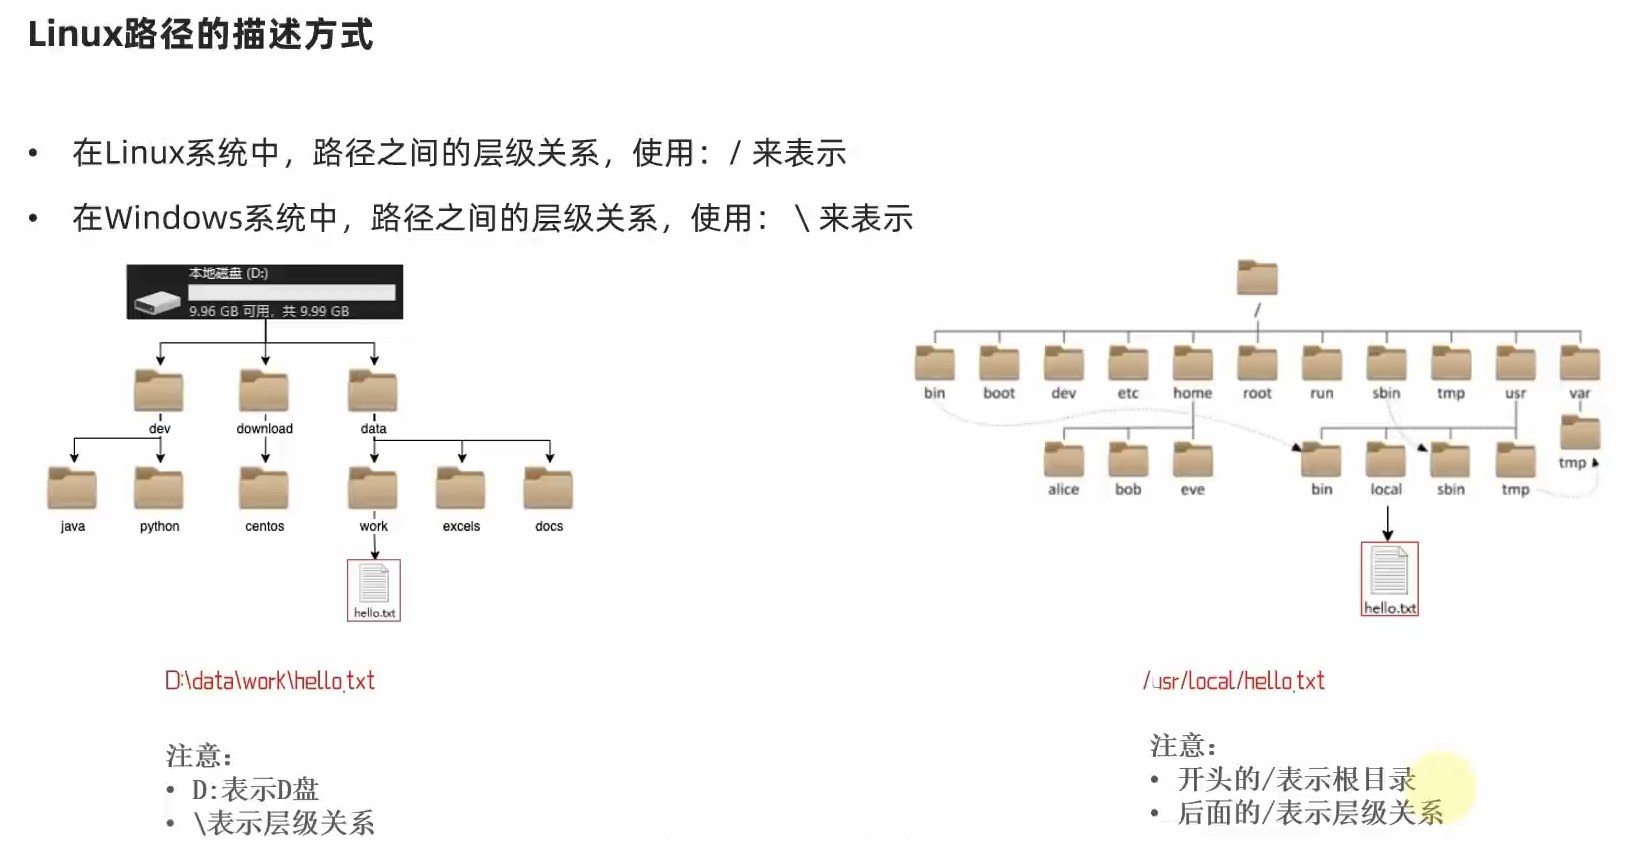 Linux路径的描述方式
• 在Linux系统中，路径之间的层级关系，使用：/ 来表示
• 在Windows系统中，路径之间的层级关系，使用： \ 来表示
本地磁盘 (D:)
9.96 GB 可用，共 9.99 GB
dev download data
java python centos work excels docs
hello.txt
D:\data\work\hello.txt
注意：
• D:表示D盘
• \表示层级关系
/
bin boot dev etc home root run sbin tmp usr var
tmp
alice bob eve bin local sbin tmp
hello.txt
/usr/local/hello.txt
注意：
• 开头的/表示根目录
• 后面的/表示层级关系